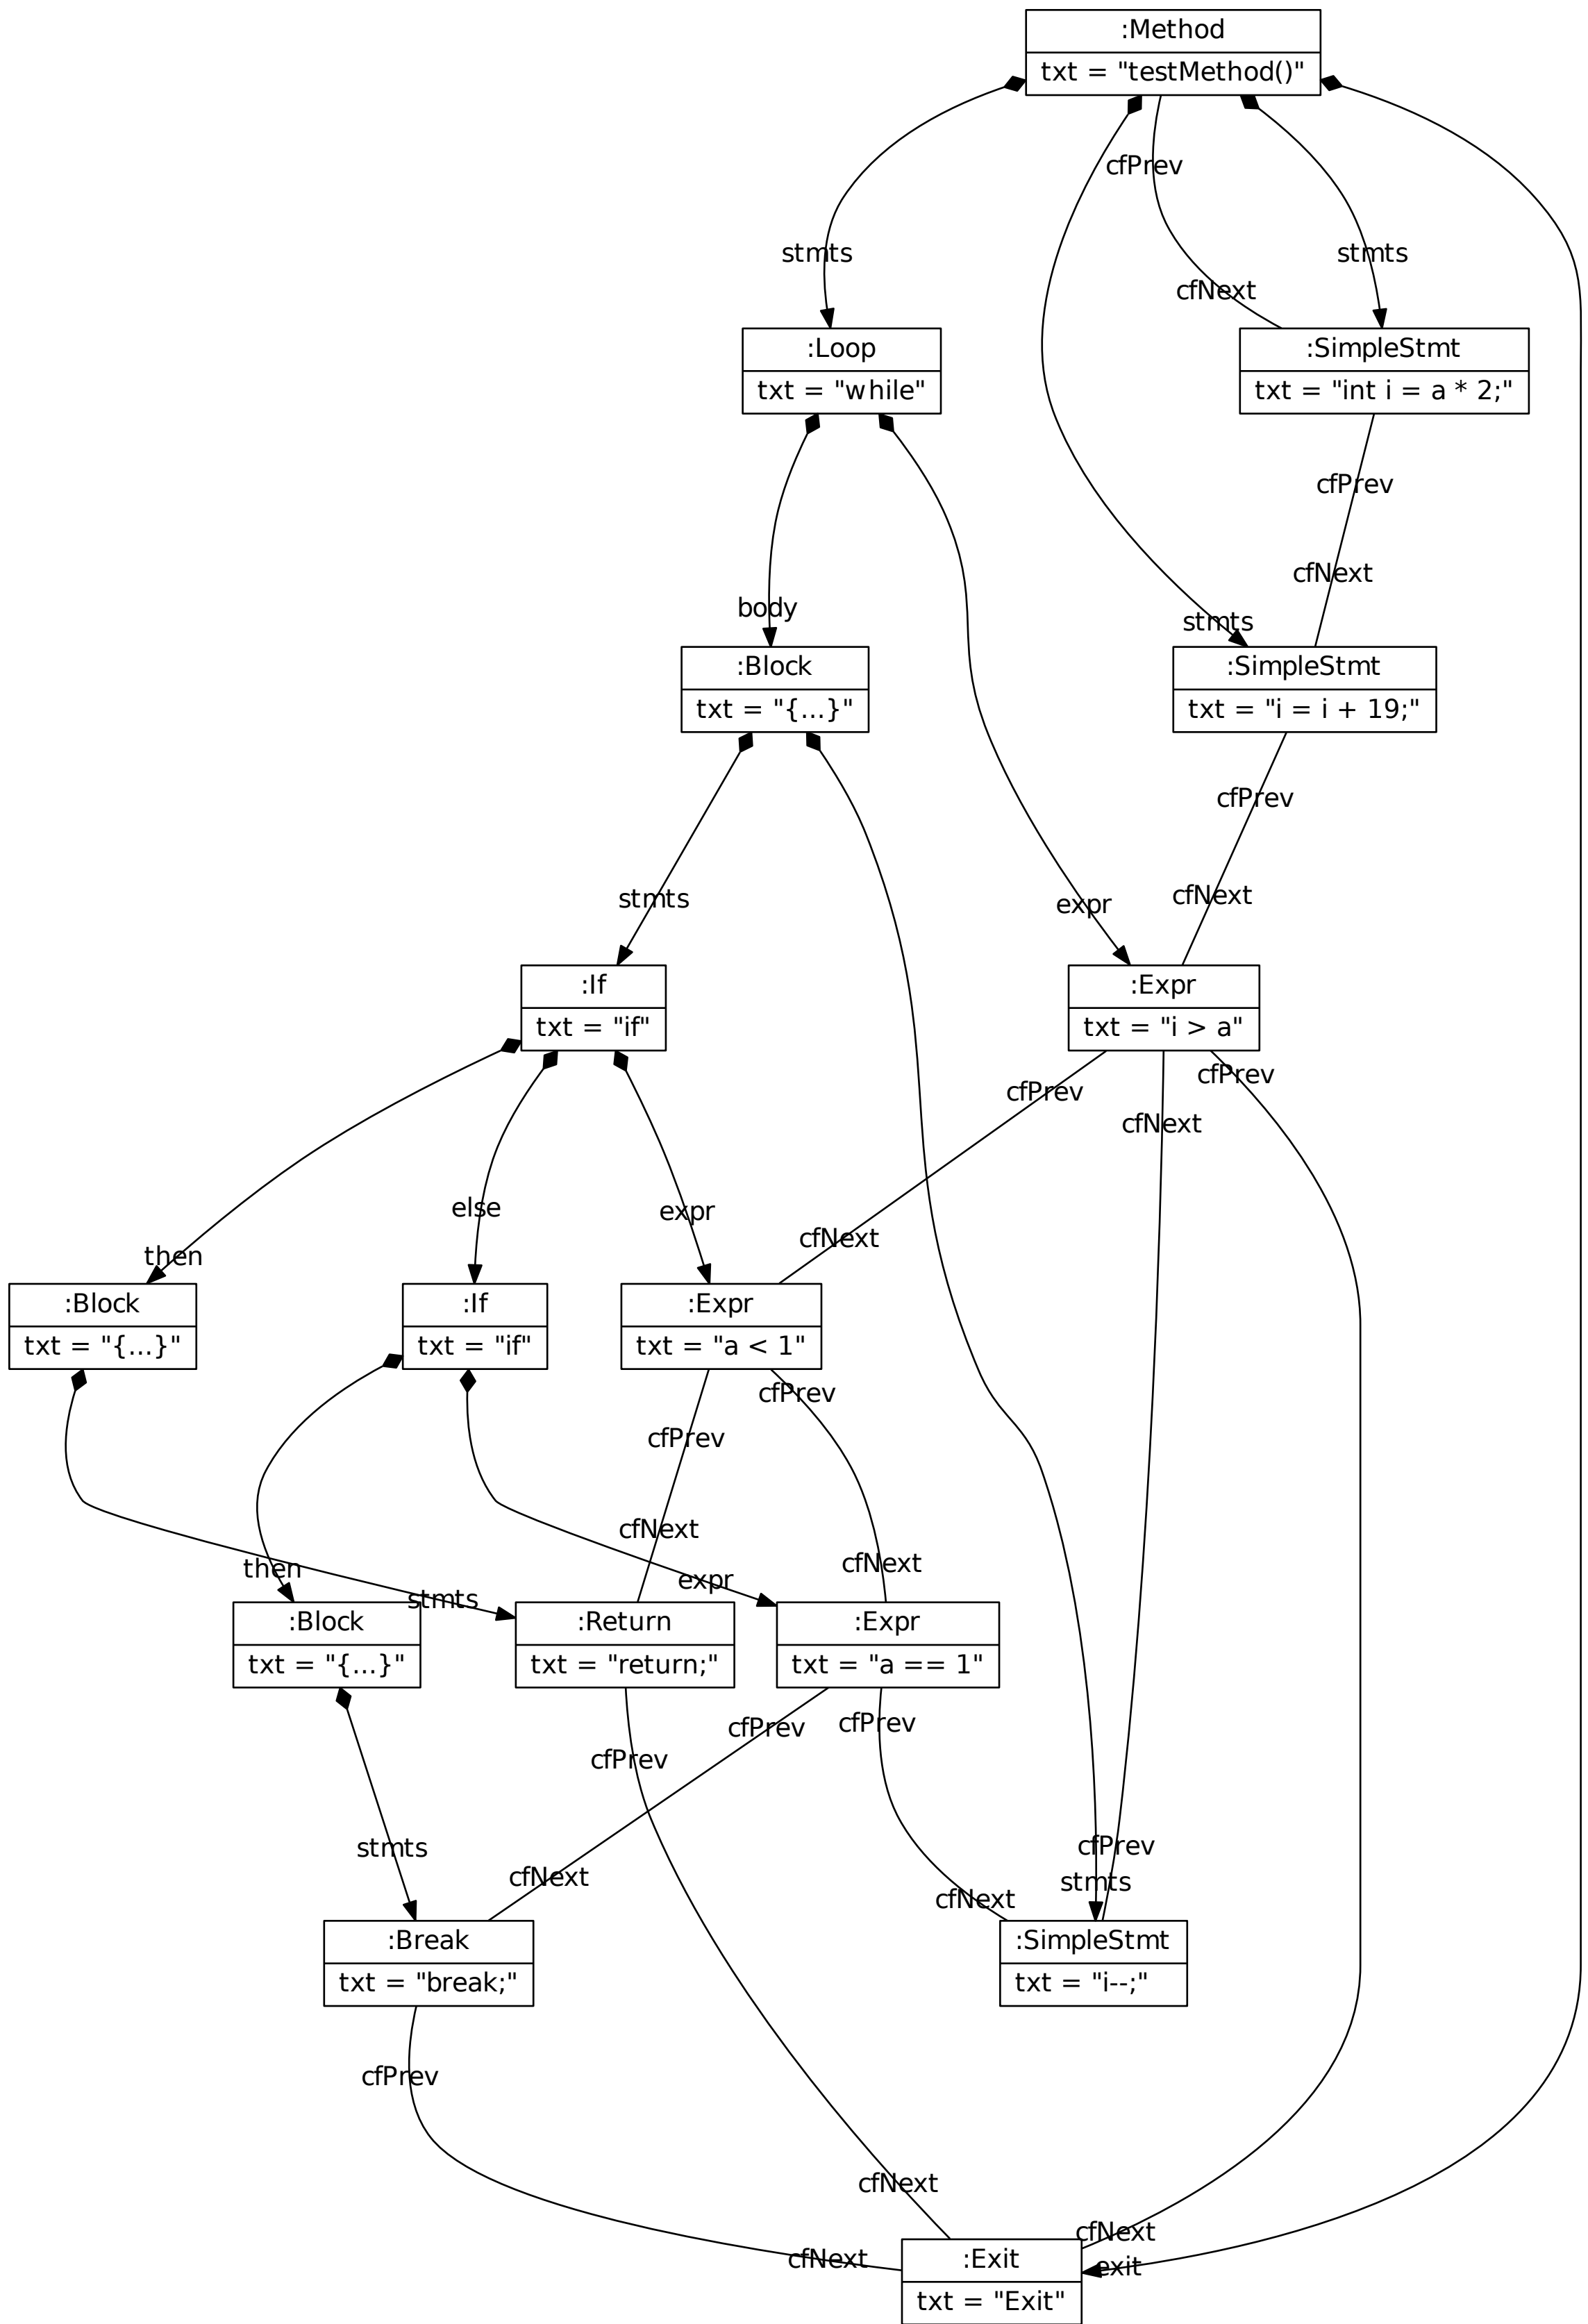 :Method
txt = "testMethod()"
cfPrev
stmts
stmts
cfNext
:Loop
txt = "while"
:SimpleStmt
txt = "int i = a * 2;"
cfPrev
cfNext
body
stmts
:Block
txt = "{...}"
:SimpleStmt
txt = "i = i + 19;"
cfPrev
stmts
cfNext
expr
:If
txt = "if"
:Expr
txt = "i > a"
cfPrev
cfPrev
cfNext
else
expr
cfNext
then
:Block
txt = "{...}"
:If
txt = "if"
:Expr
txt = "a < 1"
cfPrev
cfPrev
cfNext
cfNext
then
expr
stmts
:Block
txt = "{...}"
:Return
txt = "return;"
:Expr
txt = "a == 1"
cfPrev
cfPrev
cfPrev
stmts
cfPrev
cfNext
stmts
cfNext
:Break
txt = "break;"
:SimpleStmt
txt = "i--;"
cfPrev
cfNext
cfNext
cfNext
exit
:Exit
txt = "Exit"